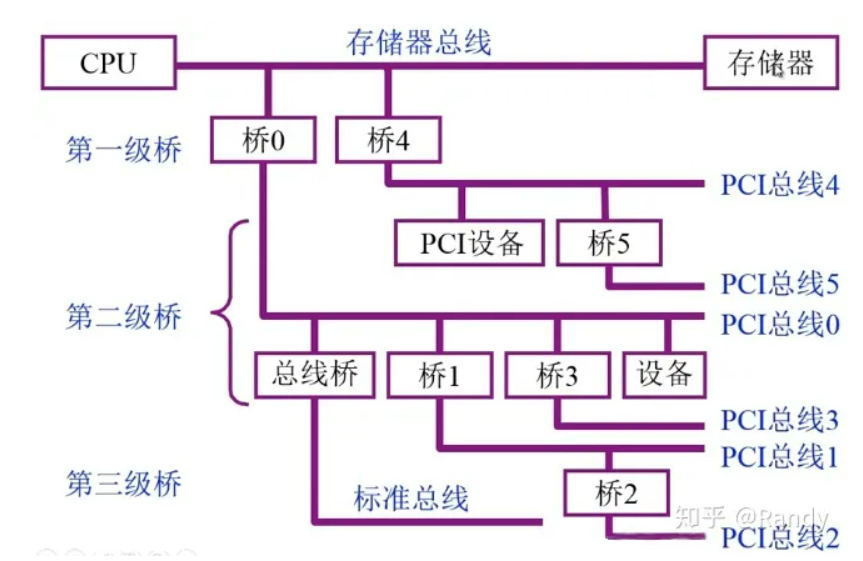 存储器总线
CPU
存储器
第一级桥
桥0
桥4
PCI总线4
PCI设备
桥5
PCI总线5
第二级桥
PCI总线0
总线桥
桥1
桥3
设备
PCI总线3
PCI总线1
第三级桥
标准总线
桥2
知乎 @Randy
PCI总线2